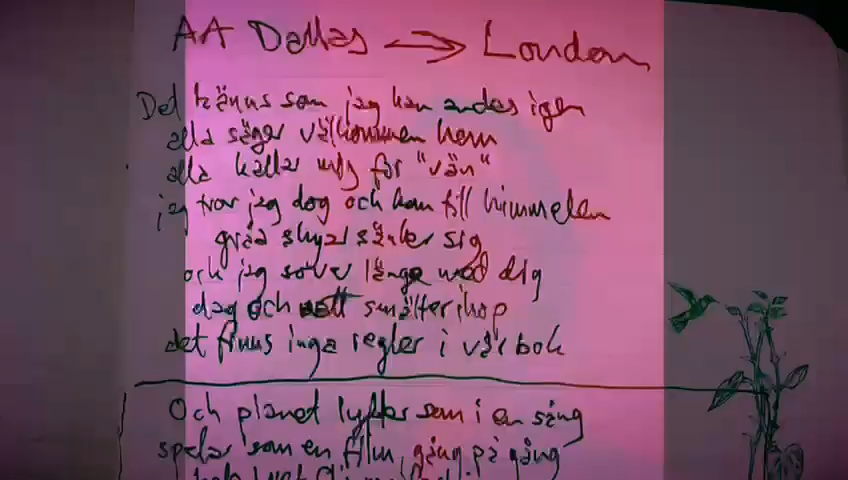 AA Dallas → London
Det känns som jag kan andas igen
alla säger välkommen hem
alla kallar mig för "vän"
jag tror jag dog och kom till himmelen
gråa skyar sänker sig
och jag sover länge med dig
dag och natt smälter ihop
det finns inga regler i vår bok
Och planet lyfter som i en sång
spelar som en film, gång på gång